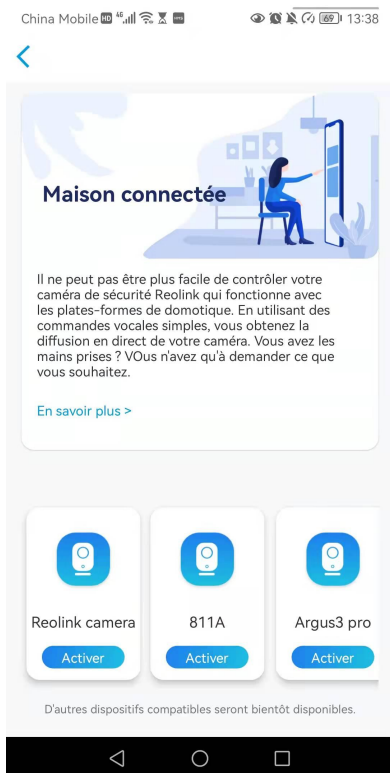 China Mobile HD 4G 69 13:38
Maison connectée
Il ne peut pas être plus facile de contrôler votre
caméra de sécurité Reolink qui fonctionne avec
les plates-formes de domotique. En utilisant des
commandes vocales simples, vous obtenez la
diffusion en direct de votre caméra. Vous avez les
mains prises ? VOus n'avez qu'à demander ce que
vous souhaitez.
En savoir plus >
Reolink camera 811A Argus3 pro
Activer Activer Activer
D'autres dispositifs compatibles seront bientôt disponibles.